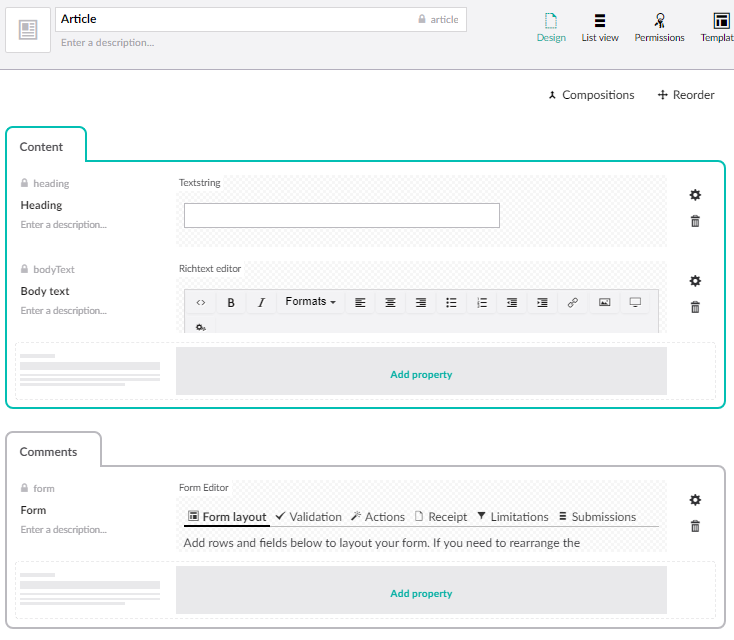 Article article
Enter a description...
Design List view Permissions Templat
Compositions Reorder
Content
heading Textstring
Heading
Enter a description...
bodyText Richtext editor
Body text
Enter a description...
B I Formats
Add property
Comments
form Form Editor
Form
Enter a description...
Form layout Validation Actions Receipt Limitations Submissions
Add rows and fields below to layout your form. If you need to rearrange the
Add property